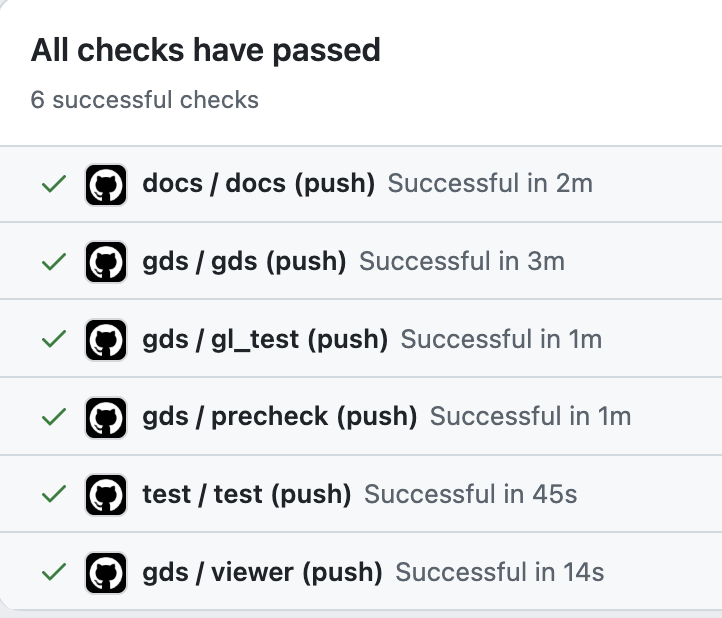 All checks have passed
6 successful checks
docs / docs (push) Successful in 2m
gds / gds (push) Successful in 3m
gds / gl_test (push) Successful in 1m
gds / precheck (push) Successful in 1m
test / test (push) Successful in 45s
gds / viewer (push) Successful in 14s